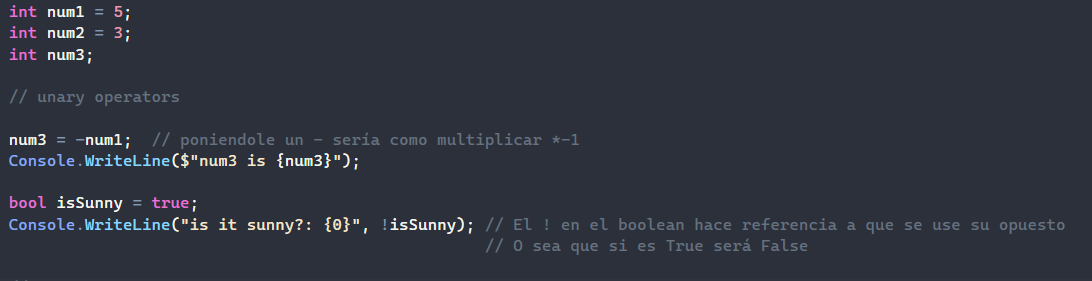 int num1 = 5;
int num2 = 3;
int num3;
// unary operators
num3 = -num1;  // poniendole un - sería como multiplicar *-1
Console.WriteLine($"num3 is {num3}");
bool isSunny = true;
Console.WriteLine("is it sunny?: {0}", !isSunny); // El ! en el boolean hace referencia a que se use su opuesto
// O sea que si es True será False